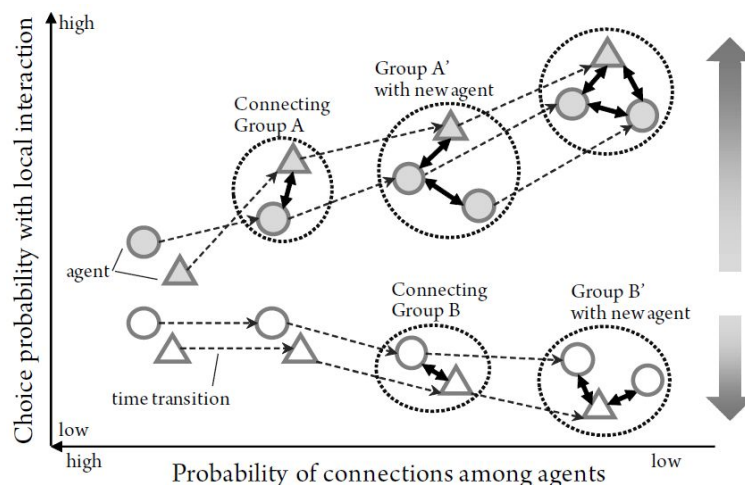 high
Choice probability with local interaction
Connecting
Group A
Group A’
with new agent
agent
Connecting
Group B
Group B’
with new agent
time transition
low
high
Probability of connections among agents
low